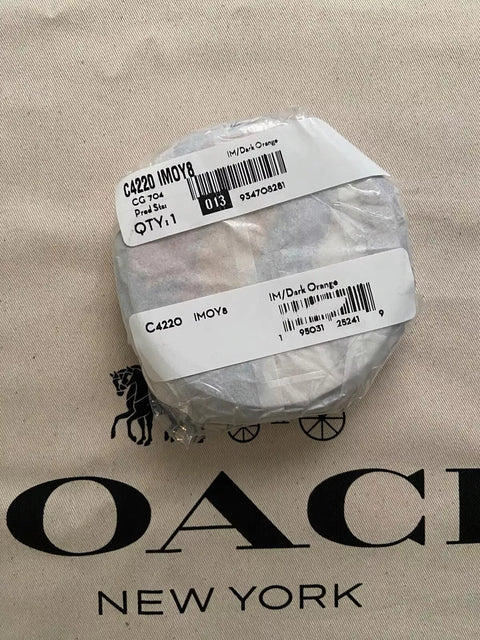 IM/Dark Orange
C4220 IMOY8
CG 704
Prod Sts:
QTY: 1
013
934708281
IM/Dark Orange
C4220 IMOY8
1 95031 25241 9
OAC
NEW YORK